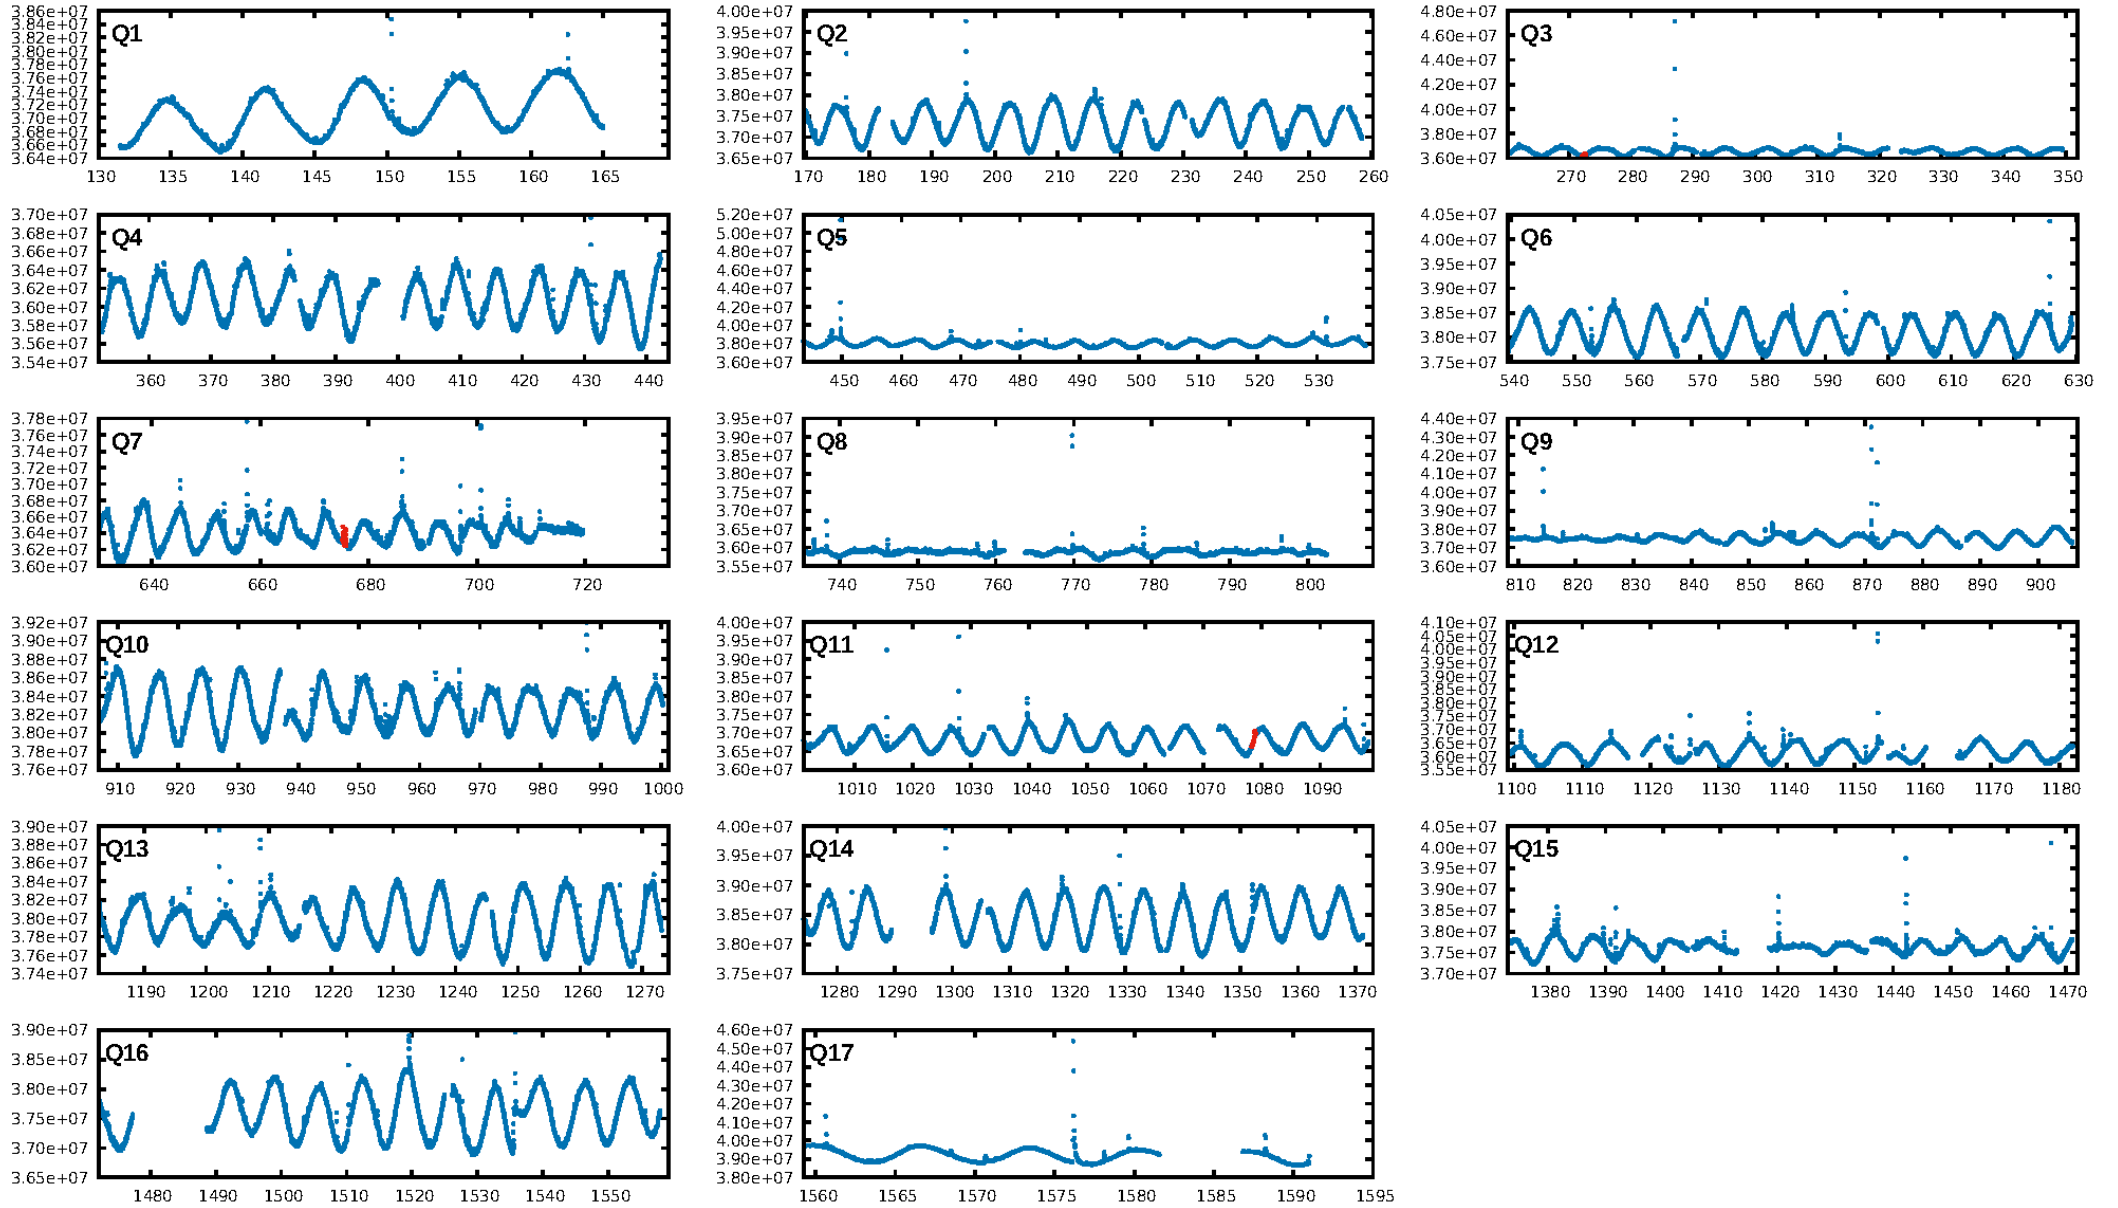 Q1
3.86e+07
3.84e+07
3.82e+07
3.80e+07
3.78e+07
3.76e+07
3.74e+07
3.72e+07
3.70e+07
3.68e+07
3.66e+07
3.64e+07
130 135 140 145 150 155 160 165
Q2
4.00e+07
3.95e+07
3.90e+07
3.85e+07
3.80e+07
3.75e+07
3.70e+07
3.65e+07
170 180 190 200 210 220 230 240 250 260
Q3
4.80e+07
4.60e+07
4.40e+07
4.20e+07
4.00e+07
3.80e+07
3.60e+07
270 280 290 300 310 320 330 340 350
Q4
3.70e+07
3.68e+07
3.66e+07
3.64e+07
3.62e+07
3.60e+07
3.58e+07
3.56e+07
3.54e+07
360 370 380 390 400 410 420 430 440
Q5
5.20e+07
5.00e+07
4.80e+07
4.60e+07
4.40e+07
4.20e+07
4.00e+07
3.80e+07
3.60e+07
450 460 470 480 490 500 510 520 530
Q6
4.05e+07
4.00e+07
3.95e+07
3.90e+07
3.85e+07
3.80e+07
3.75e+07
540 550 560 570 580 590 600 610 620 630
Q7
3.78e+07
3.76e+07
3.74e+07
3.72e+07
3.70e+07
3.68e+07
3.66e+07
3.64e+07
3.62e+07
3.60e+07
640 660 680 700 720
Q8
3.95e+07
3.90e+07
3.85e+07
3.80e+07
3.75e+07
3.70e+07
3.65e+07
3.60e+07
3.55e+07
740 750 760 770 780 790 800
Q9
4.40e+07
4.30e+07
4.20e+07
4.10e+07
4.00e+07
3.90e+07
3.80e+07
3.70e+07
3.60e+07
810 820 830 840 850 860 870 880 890 900
Q10
3.92e+07
3.90e+07
3.88e+07
3.86e+07
3.84e+07
3.82e+07
3.80e+07
3.78e+07
3.76e+07
910 920 930 940 950 960 970 980 990 1000
Q11
4.00e+07
3.95e+07
3.90e+07
3.85e+07
3.80e+07
3.75e+07
3.70e+07
3.65e+07
3.60e+07
1010 1020 1030 1040 1050 1060 1070 1080 1090
Q12
4.10e+07
4.05e+07
4.00e+07
3.95e+07
3.90e+07
3.85e+07
3.80e+07
3.75e+07
3.70e+07
3.65e+07
3.60e+07
3.55e+07
1100 1110 1120 1130 1140 1150 1160 1170 1180
Q13
3.90e+07
3.88e+07
3.86e+07
3.84e+07
3.82e+07
3.80e+07
3.78e+07
3.76e+07
3.74e+07
1190 1200 1210 1220 1230 1240 1250 1260 1270
Q14
4.00e+07
3.95e+07
3.90e+07
3.85e+07
3.80e+07
3.75e+07
1280 1290 1300 1310 1320 1330 1340 1350 1360 1370
Q15
4.05e+07
4.00e+07
3.95e+07
3.90e+07
3.85e+07
3.80e+07
3.75e+07
3.70e+07
1380 1390 1400 1410 1420 1430 1440 1450 1460 1470
Q16
3.90e+07
3.85e+07
3.80e+07
3.75e+07
3.70e+07
3.65e+07
1480 1490 1500 1510 1520 1530 1540 1550
Q17
4.60e+07
4.50e+07
4.40e+07
4.30e+07
4.20e+07
4.10e+07
4.00e+07
3.90e+07
3.80e+07
1560 1565 1570 1575 1580 1585 1590 1595